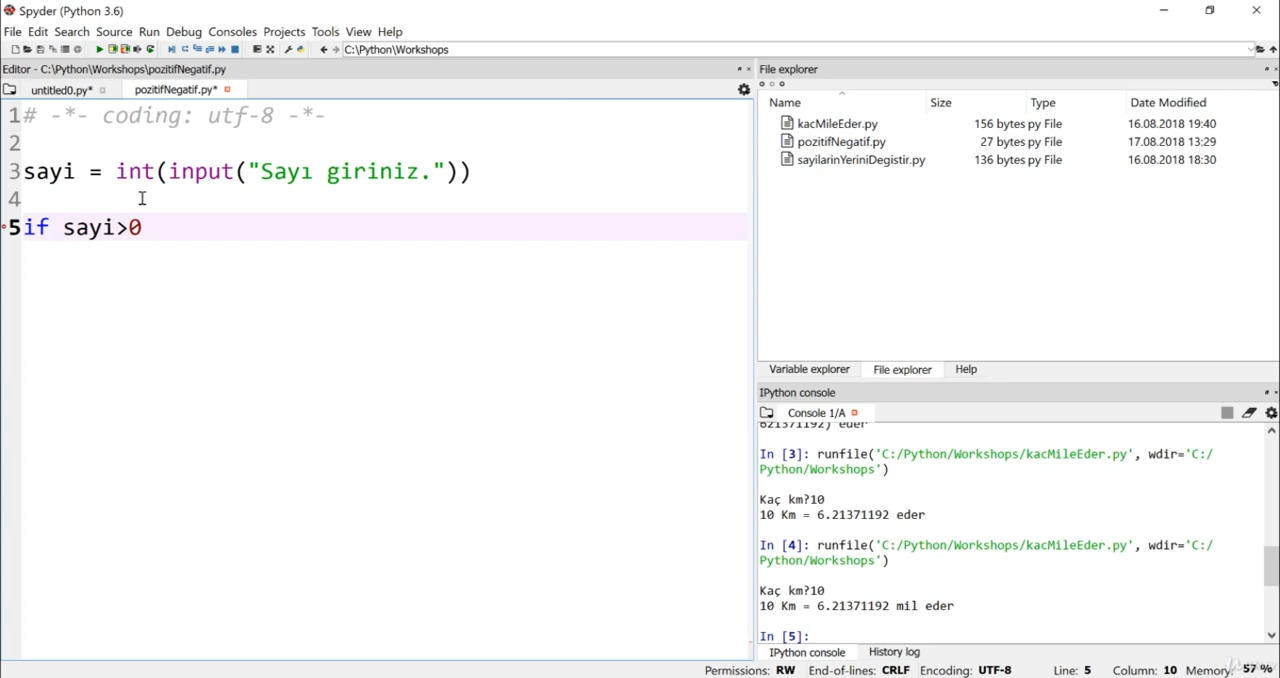 Spyder (Python 3.6)
File Edit Search Source Run Debug Consoles Projects Tools View Help
C:\Python\Workshops
Editor - C:\Python\Workshops\pozitifNegatif.py
untitled0.py* pozitifNegatif.py*
1# -*- coding: utf-8 -*-
2
3sayi = int(input("Sayı giriniz."))
4
5if sayi>0
File explorer
Name Size Type Date Modified
kacMileEder.py 156 bytes py File 16.08.2018 19:40
pozitifNegatif.py 27 bytes py File 17.08.2018 13:29
sayilarinYeriniDegistir.py 136 bytes py File 16.08.2018 18:30
Variable explorer File explorer Help
IPython console
Console 1/A
621371192) eder
In [3]: runfile('C:/Python/Workshops/kacMileEder.py', wdir='C:/
Python/Workshops')
Kaç km?10
10 Km = 6.21371192 eder
In [4]: runfile('C:/Python/Workshops/kacMileEder.py', wdir='C:/
Python/Workshops')
Kaç km?10
10 Km = 6.21371192 mil eder
In [5]:
IPython console History log
Permissions: RW End-of-lines: CRLF Encoding: UTF-8 Line: 5 Column: 10 Memory: 57 %